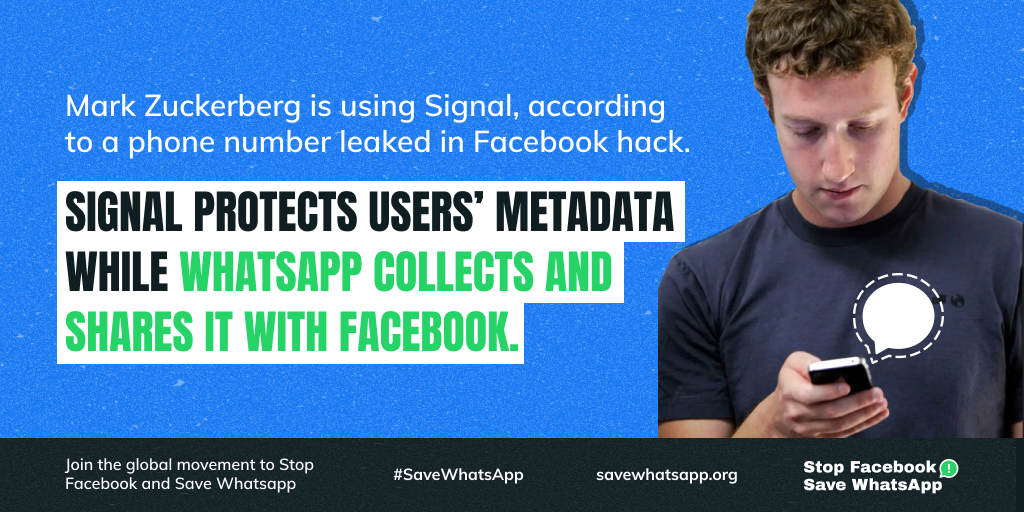 Mark Zuckerberg is using Signal, according
to a phone number leaked in Facebook hack.
SIGNAL PROTECTS USERS’ METADATA
WHILE WHATSAPP COLLECTS AND
SHARES IT WITH FACEBOOK.
Join the global movement to Stop
Facebook and Save Whatsapp
#SaveWhatsApp
savewhatsapp.org
Stop Facebook
Save WhatsApp